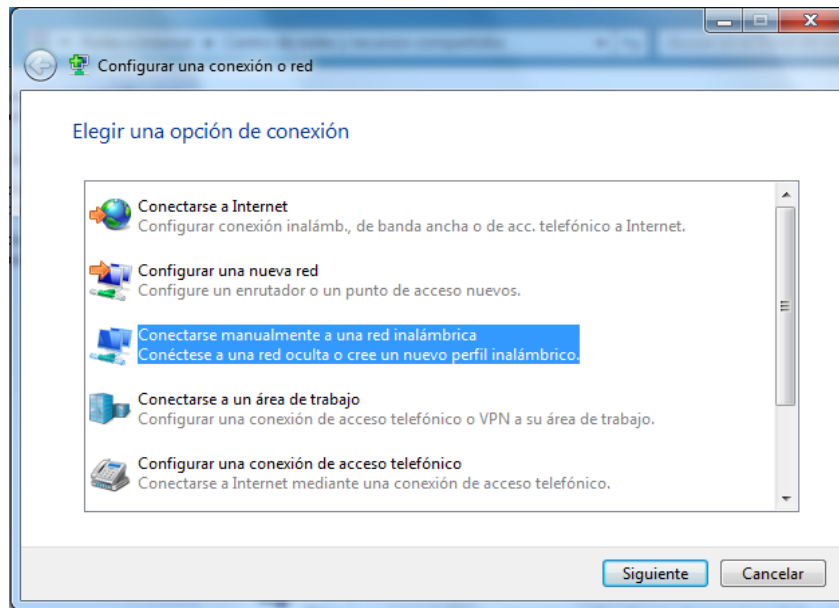 Configurar una conexión o red
Elegir una opción de conexión
Conectarse a Internet
Configurar conexión inalámb., de banda ancha o de acc. telefónico a Internet.
Configurar una nueva red
Configure un enrutador o un punto de acceso nuevos.
Conectarse manualmente a una red inalámbrica
Conéctese a una red oculta o cree un nuevo perfil inalámbrico.
Conectarse a un área de trabajo
Configurar una conexión de acceso telefónico o VPN a su área de trabajo.
Configurar una conexión de acceso telefónico
Conectarse a Internet mediante una conexión de acceso telefónico.
Siguiente
Cancelar